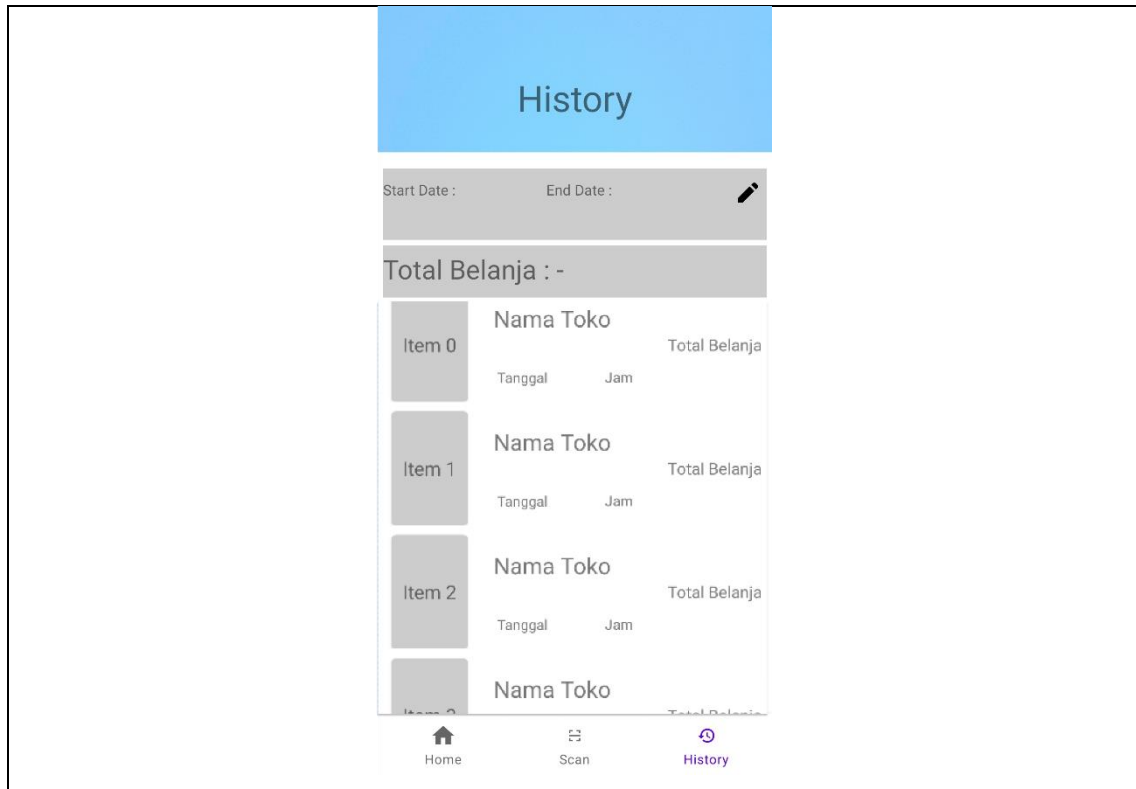 History
Start Date : End Date :
Total Belanja : -
Item 0
Nama Toko
Total Belanja
Tanggal Jam
Item 1
Nama Toko
Total Belanja
Tanggal Jam
Item 2
Nama Toko
Total Belanja
Tanggal Jam
Nama Toko
Home Scan History